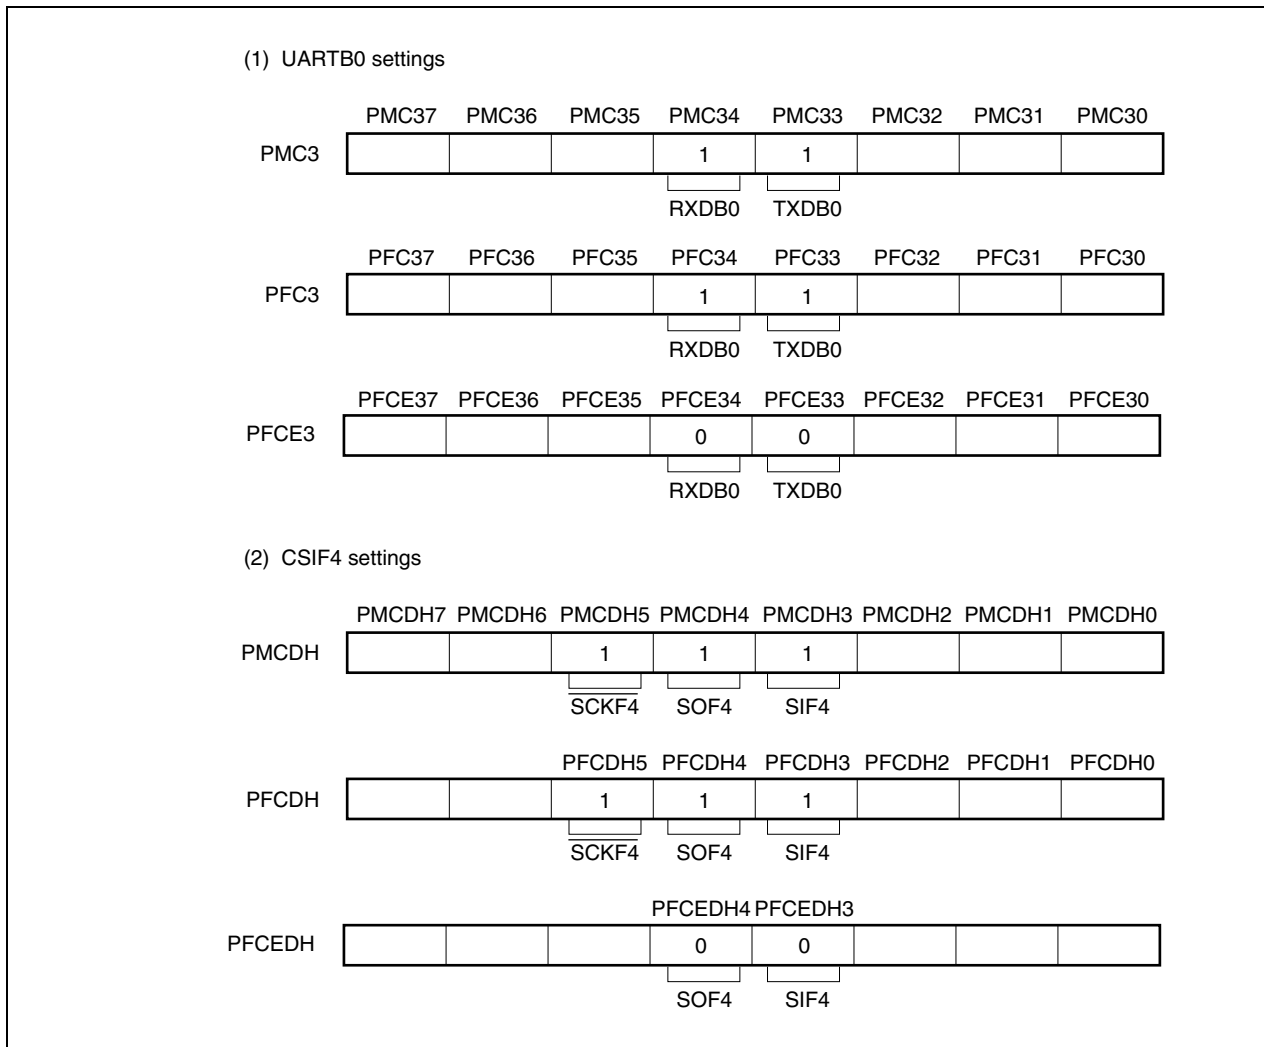 (1) UARTB0 settings
PMC37 PMC36 PMC35 PMC34 PMC33 PMC32 PMC31 PMC30
PMC3 1 1
RXDB0 TXDB0
PFC37 PFC36 PFC35 PFC34 PFC33 PFC32 PFC31 PFC30
PFC3 1 1
RXDB0 TXDB0
PFCE37 PFCE36 PFCE35 PFCE34 PFCE33 PFCE32 PFCE31 PFCE30
PFCE3 0 0
RXDB0 TXDB0
(2) CSIF4 settings
PMCDH7 PMCDH6 PMCDH5 PMCDH4 PMCDH3 PMCDH2 PMCDH1 PMCDH0
PMCDH 1 1 1
S̅C̅K̅F̅4̅ SOF4 SIF4
PFCDH5 PFCDH4 PFCDH3 PFCDH2 PFCDH1 PFCDH0
PFCDH 1 1 1
S̅C̅K̅F̅4̅ SOF4 SIF4
PFCEDH4 PFCEDH3
PFCEDH 0 0
SOF4 SIF4